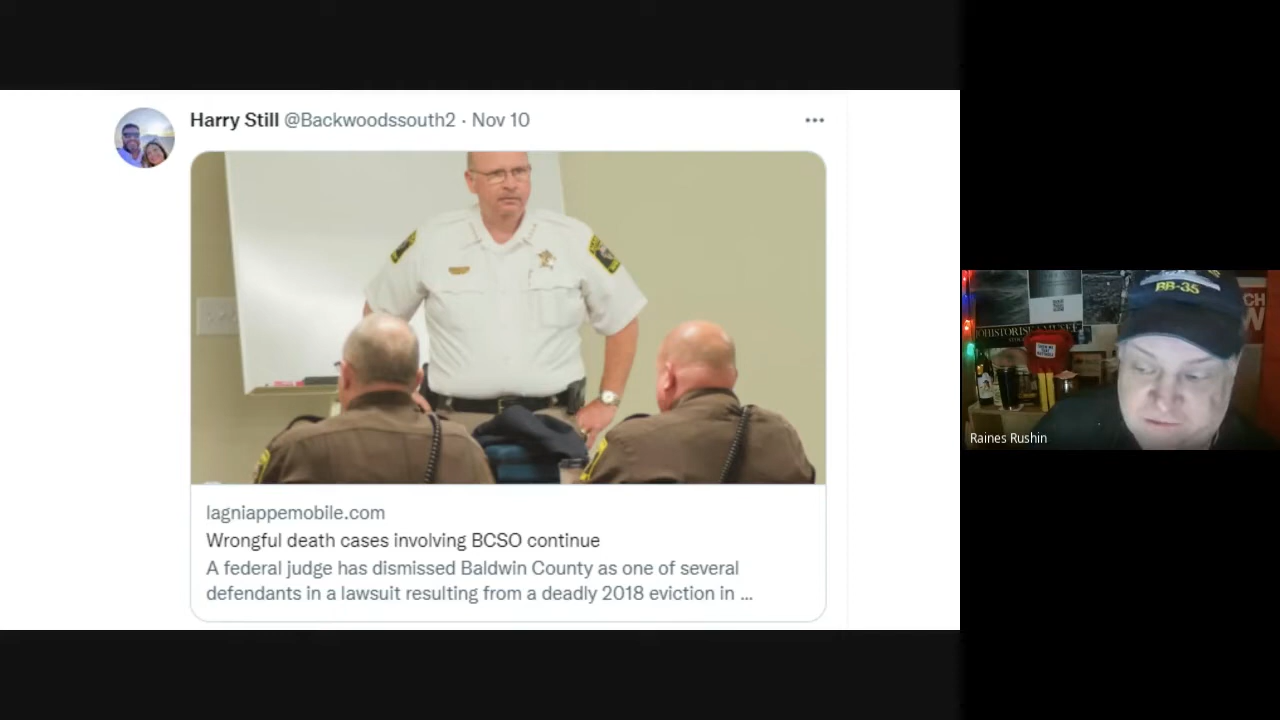 Harry Still @Backwoodssouth2 · Nov 10
lagniappemobile.com
Wrongful death cases involving BCSO continue
A federal judge has dismissed Baldwin County as one of several
defendants in a lawsuit resulting from a deadly 2018 eviction in ...
BB-35
Raines Rushin